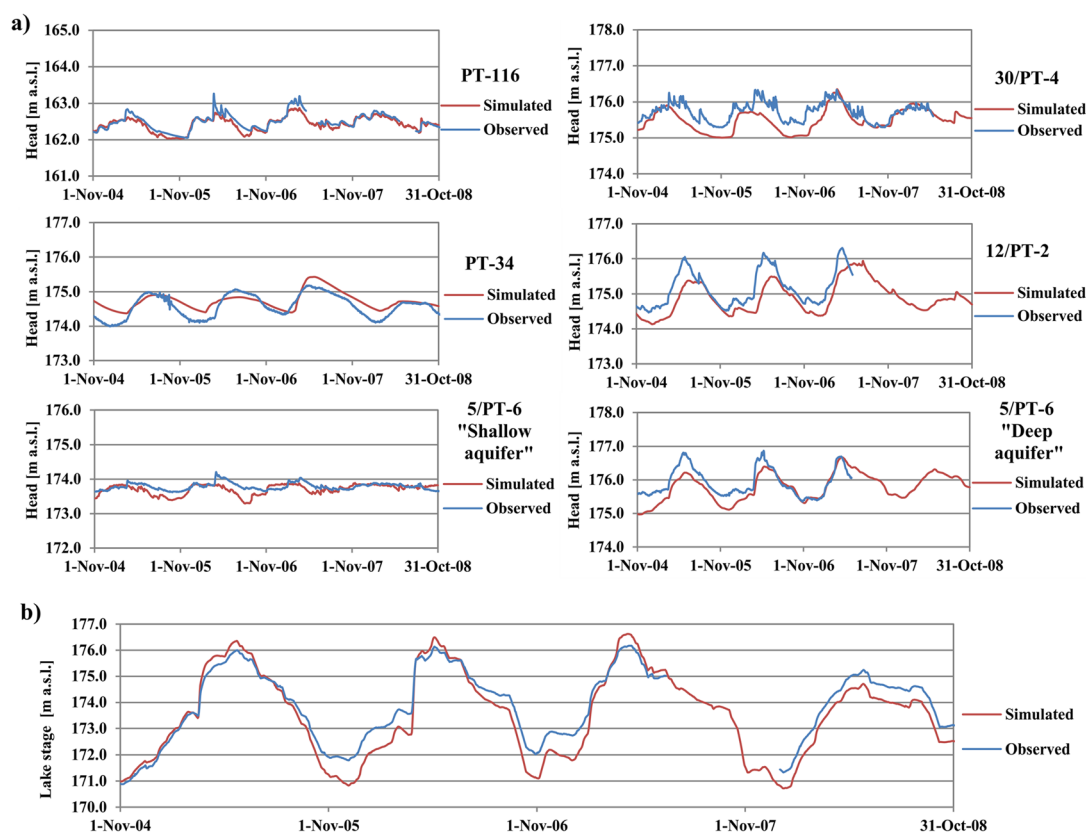 a)
165.0
164.0
163.0
162.0
161.0
Head [m a.s.l.]
1-Nov-04 1-Nov-05 1-Nov-06 1-Nov-07 31-Oct-08
PT-116
Simulated
Observed
178.0
177.0
176.0
175.0
174.0
Head [m a.s.l.]
1-Nov-04 1-Nov-05 1-Nov-06 1-Nov-07 31-Oct-08
30/PT-4
Simulated
Observed
177.0
176.0
175.0
174.0
173.0
Head [m a.s.l.]
1-Nov-04 1-Nov-05 1-Nov-06 1-Nov-07 31-Oct-08
PT-34
Simulated
Observed
177.0
176.0
175.0
174.0
173.0
Head [m a.s.l.]
1-Nov-04 1-Nov-05 1-Nov-06 1-Nov-07 31-Oct-08
12/PT-2
Simulated
Observed
176.0
175.0
174.0
173.0
172.0
Head [m a.s.l.]
1-Nov-04 1-Nov-05 1-Nov-06 1-Nov-07 31-Oct-08
5/PT-6
"Shallow
aquifer"
Simulated
Observed
178.0
177.0
176.0
175.0
174.0
Head [m a.s.l.]
1-Nov-04 1-Nov-05 1-Nov-06 1-Nov-07 31-Oct-08
5/PT-6
"Deep
aquifer"
Simulated
Observed
b)
177.0
176.0
175.0
174.0
173.0
172.0
171.0
170.0
Lake stage [m a.s.l.]
1-Nov-04 1-Nov-05 1-Nov-06 1-Nov-07 31-Oct-08
Simulated
Observed